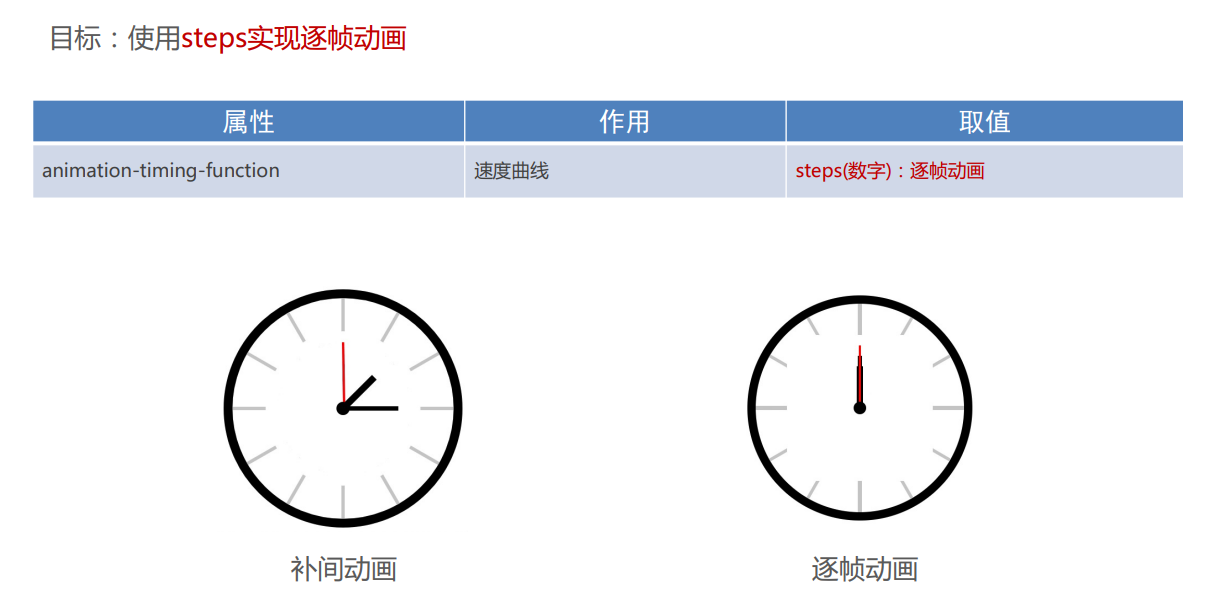 目标：使用steps实现逐帧动画
属性 作用 取值
animation-timing-function 速度曲线 steps(数字)：逐帧动画
补间动画 逐帧动画